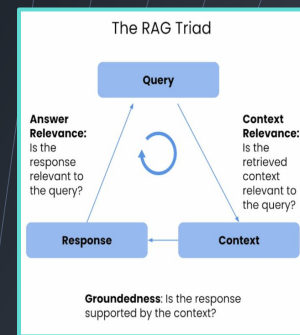 The RAG Triad
Query
Answer
Relevance:
Is the
response
relevant to
the query?
Context
Relevance:
Is the
retrieved
context
relevant to
the query?
Response
Context
Groundedness: Is the response
supported by the context?